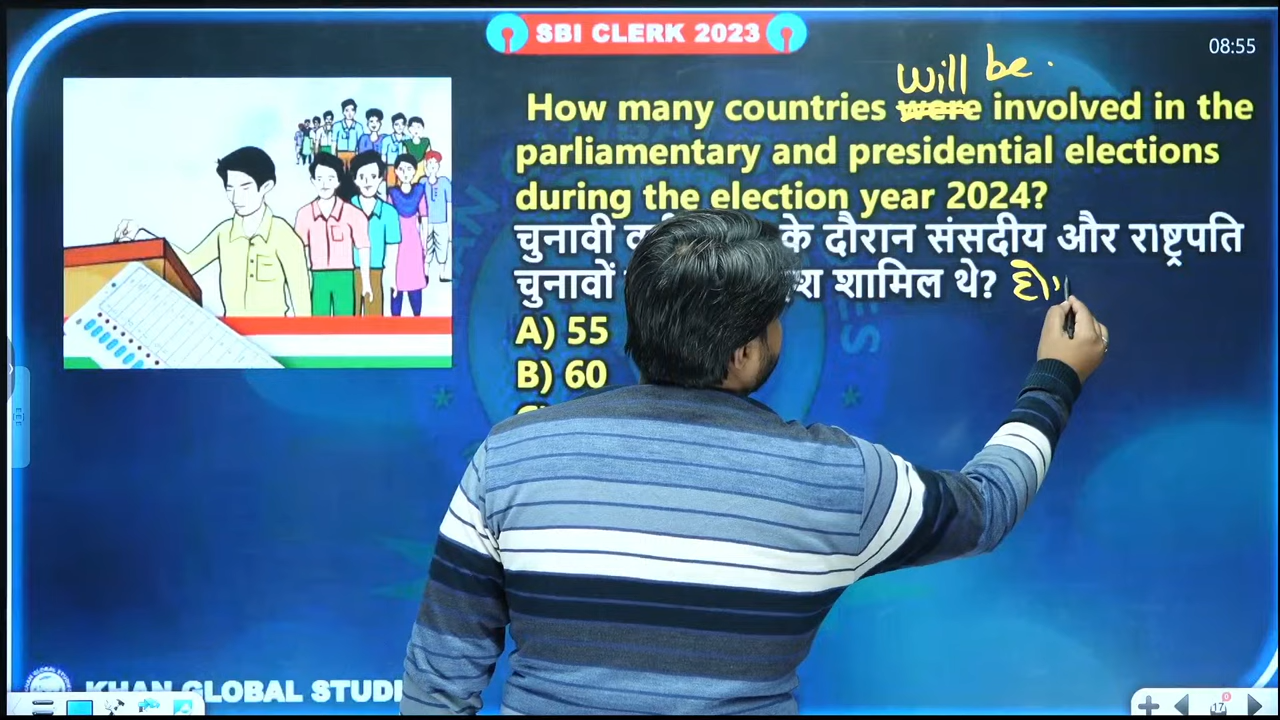 SBI CLERK 2023
08:55
will be.
How many countries were involved in the
parliamentary and presidential elections
during the election year 2024?
चुनावी के दौरान संसदीय और राष्ट्रपति
चुनावों शामिल थे?
A) 55
B) 60
KHAN GLOBAL STUDI
17